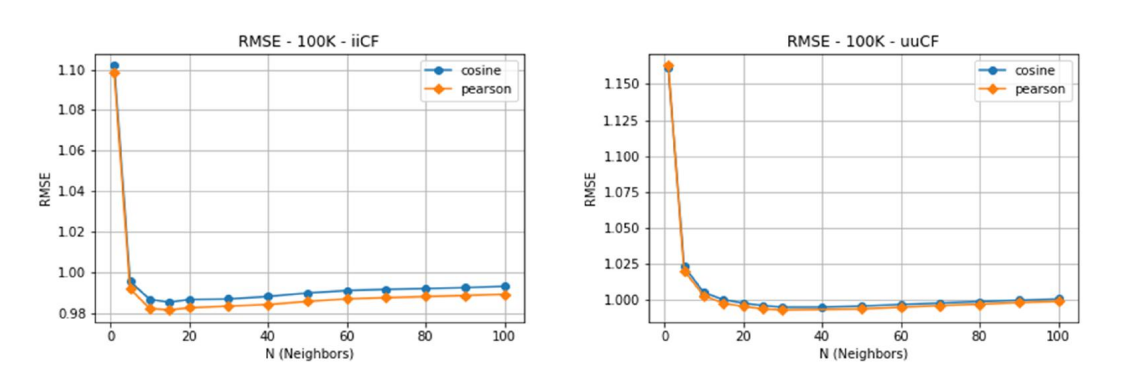 RMSE - 100K - iiCF
cosine
pearson
1.10
1.08
1.06
1.04
1.02
1.00
0.98
RMSE
0 20 40 60 80 100
N (Neighbors)
RMSE - 100K - uuCF
cosine
pearson
1.150
1.125
1.100
1.075
1.050
1.025
1.000
RMSE
0 20 40 60 80 100
N (Neighbors)